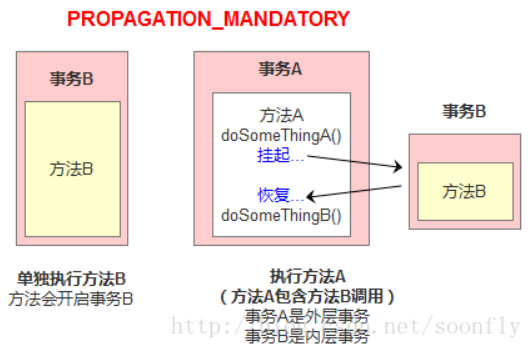 PROPAGATION_MANDATORY
事务B
方法B
单独执行方法B
方法会开启事务B
事务A
方法A
doSomeThingA()
挂起...
恢复...
doSomeThingB()
执行方法A
（方法A包含方法B调用）
事务A是外层事务
事务B是内层事务
事务B
方法B
http://blog.csdn.net/soonfly